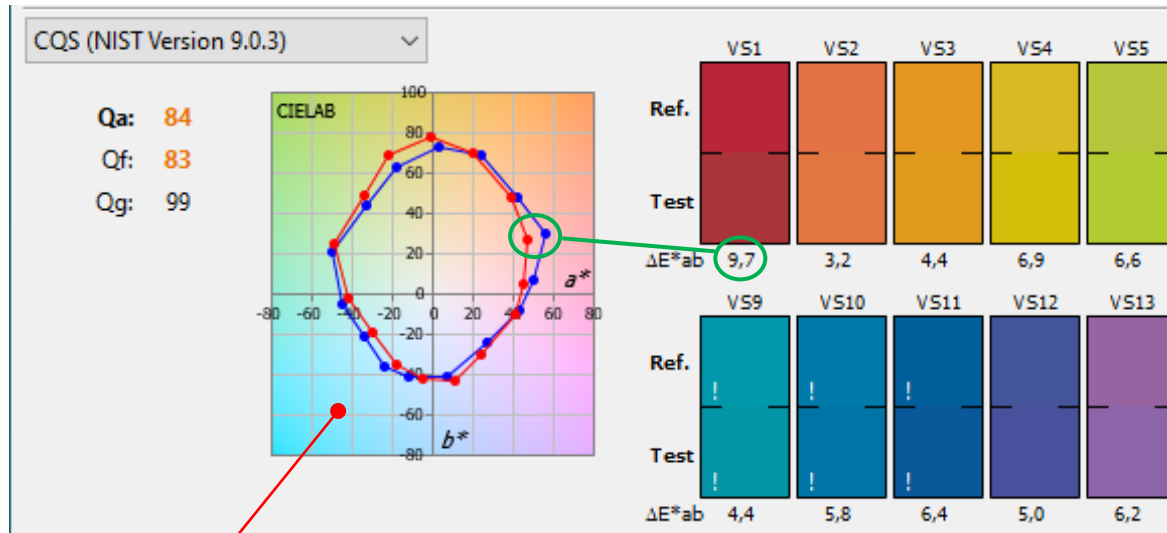 CQS (NIST Version 9.0.3)
Qa: 84
Qf: 83
Qg: 99
CIELAB
100
80
60
40
20
0
-20
-40
-60
-80
-80 -60 -40 -20 0 20 40 60 80
a*
b*
VS1 VS2 VS3 VS4 VS5
Ref.
Test
ΔE*ab 9,7 3,2 4,4 6,9 6,6
VS9 VS10 VS11 VS12 VS13
Ref.
! ! !
Test
! ! !
ΔE*ab 4,4 5,8 6,4 5,0 6,2